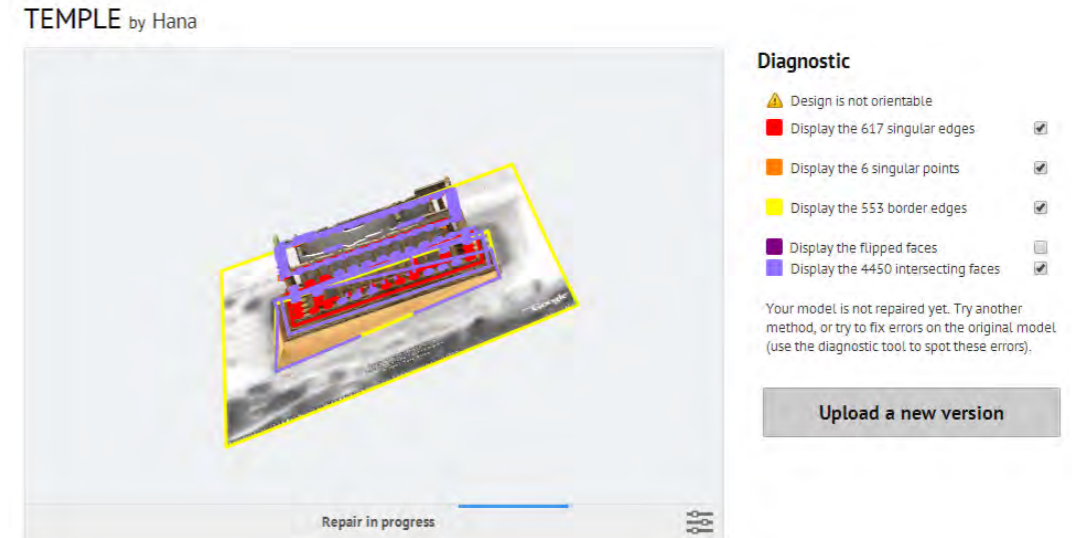 TEMPLE by Hana
Diagnostic
Design is not orientable
Display the 617 singular edges
Display the 6 singular points
Display the 553 border edges
Display the flipped faces
Display the 4450 intersecting faces
Your model is not repaired yet. Try another
method, or try to fix errors on the original model
(use the diagnostic tool to spot these errors).
Upload a new version
Google
Repair in progress